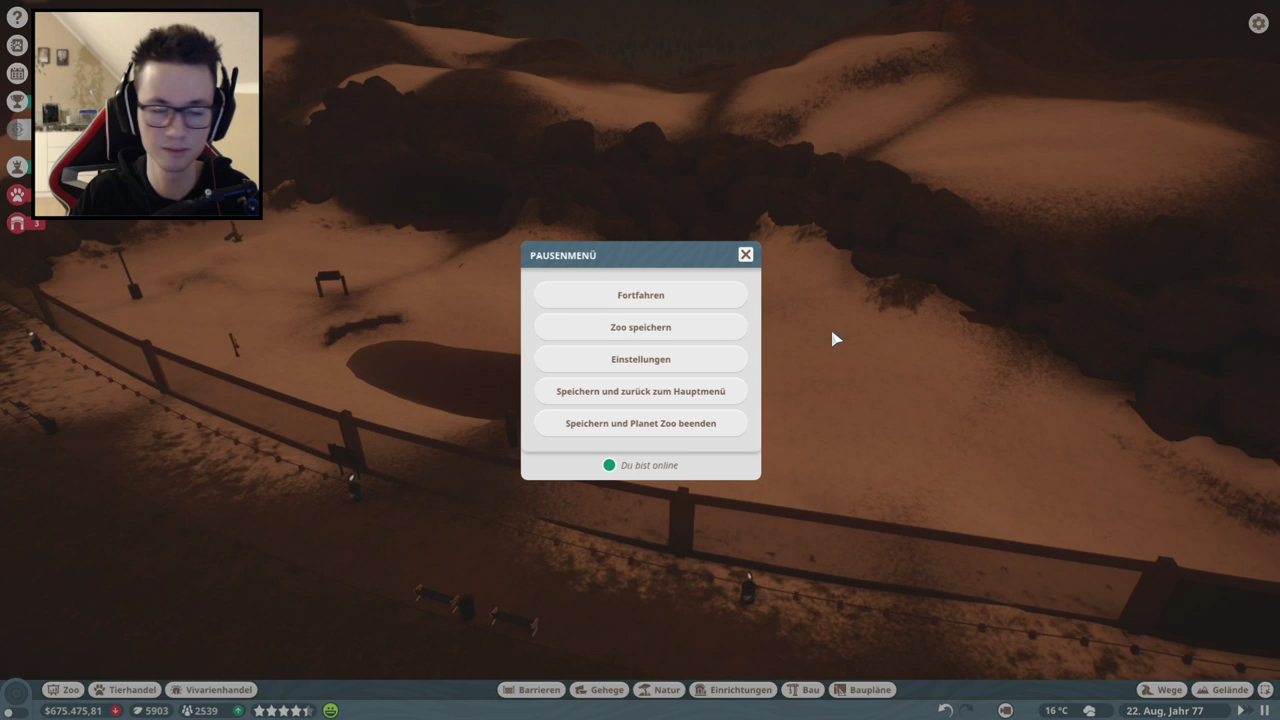 ?
3
PAUSENMENÜ
Fortfahren
Zoo speichern
Einstellungen
Speichern und zurück zum Hauptmenü
Speichern und Planet Zoo beenden
Du bist online
Zoo
Tierhandel
Vivarienhandel
Barrieren
Gehege
Natur
Einrichtungen
Bau
Baupläne
Wege
Gelände
$675.475,81
5903
2539
16 °C
22. Aug, Jahr 77